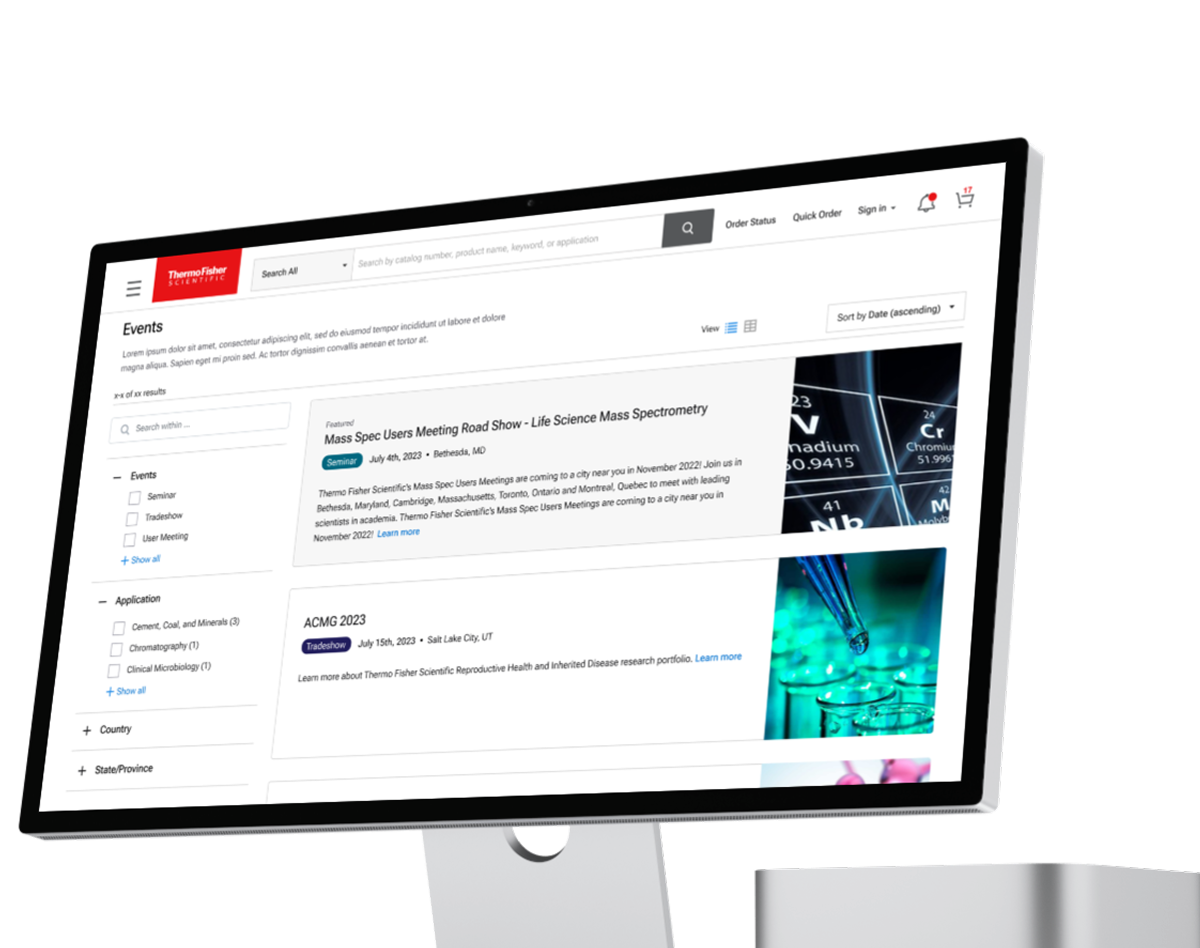 ThermoFisher
SCIENTIFIC
Search All
Search by catalog number, product name, keyword, or application
Order Status
Quick Order
Sign in
17
Events
Lorem ipsum dolor sit amet, consectetur adipiscing elit, sed do eiusmod tempor incididunt ut labore et dolore
magna aliqua. Sapien eget mi proin sed. Ac tortor dignissim convallis aenean et tortor at.
x-x of xx results
View
Sort by Date (ascending)
Search within ...
Events
Seminar
Tradeshow
User Meeting
+ Show all
Application
Cement, Coal, and Minerals (3)
Chromatography (1)
Clinical Microbiology (1)
+ Show all
Country
State/Province
Featured
Mass Spec Users Meeting Road Show - Life Science Mass Spectrometry
Seminar July 4th, 2023 • Bethesda, MD
Thermo Fisher Scientific's Mass Spec Users Meetings are coming to a city near you in November 2022! Join us in
Bethesda, Maryland, Cambridge, Massachusetts, Toronto, Ontario and Montreal, Quebec to meet with leading
scientists in academia. Thermo Fisher Scientific's Mass Spec Users Meetings are coming to a city near you in
November 2022! Learn more
23
V
nadium
50.9415
24
Cr
Chromiu
51.996
41
Nb
42
M
Molyb
ACMG 2023
Tradeshow July 15th, 2023 • Salt Lake City, UT
Learn more about Thermo Fisher Scientific Reproductive Health and Inherited Disease research portfolio. Learn more